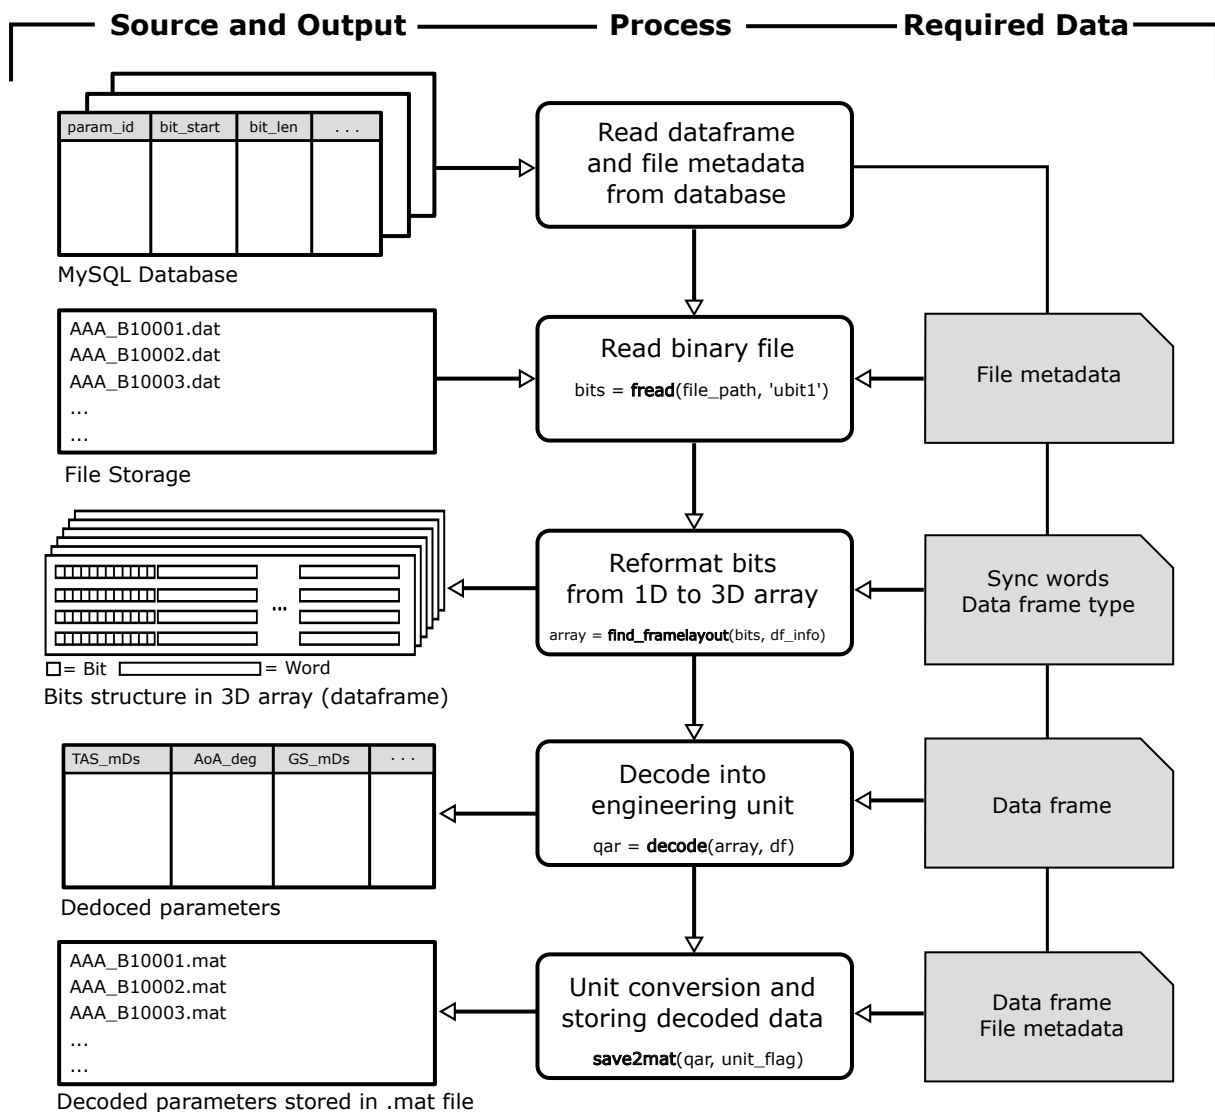 Source and Output Process Required Data
param_id bit_start bit_len . . .
MySQL Database
Read dataframe
and file metadata
from database
AAA_B10001.dat
AAA_B10002.dat
AAA_B10003.dat
...
...
File Storage
Read binary file
bits = fread(file_path, 'ubit1')
File metadata
...
= Bit = Word
Bits structure in 3D array (dataframe)
Reformat bits
from 1D to 3D array
array = find_framelayout(bits, df_info)
Sync words
Data frame type
TAS_mDs AoA_deg GS_mDs . . .
Dedoced parameters
Decode into
engineering unit
qar = decode(array, df)
Data frame
AAA_B10001.mat
AAA_B10002.mat
AAA_B10003.mat
...
...
Decoded parameters stored in .mat file
Unit conversion and
storing decoded data
save2mat(qar, unit_flag)
Data frame
File metadata